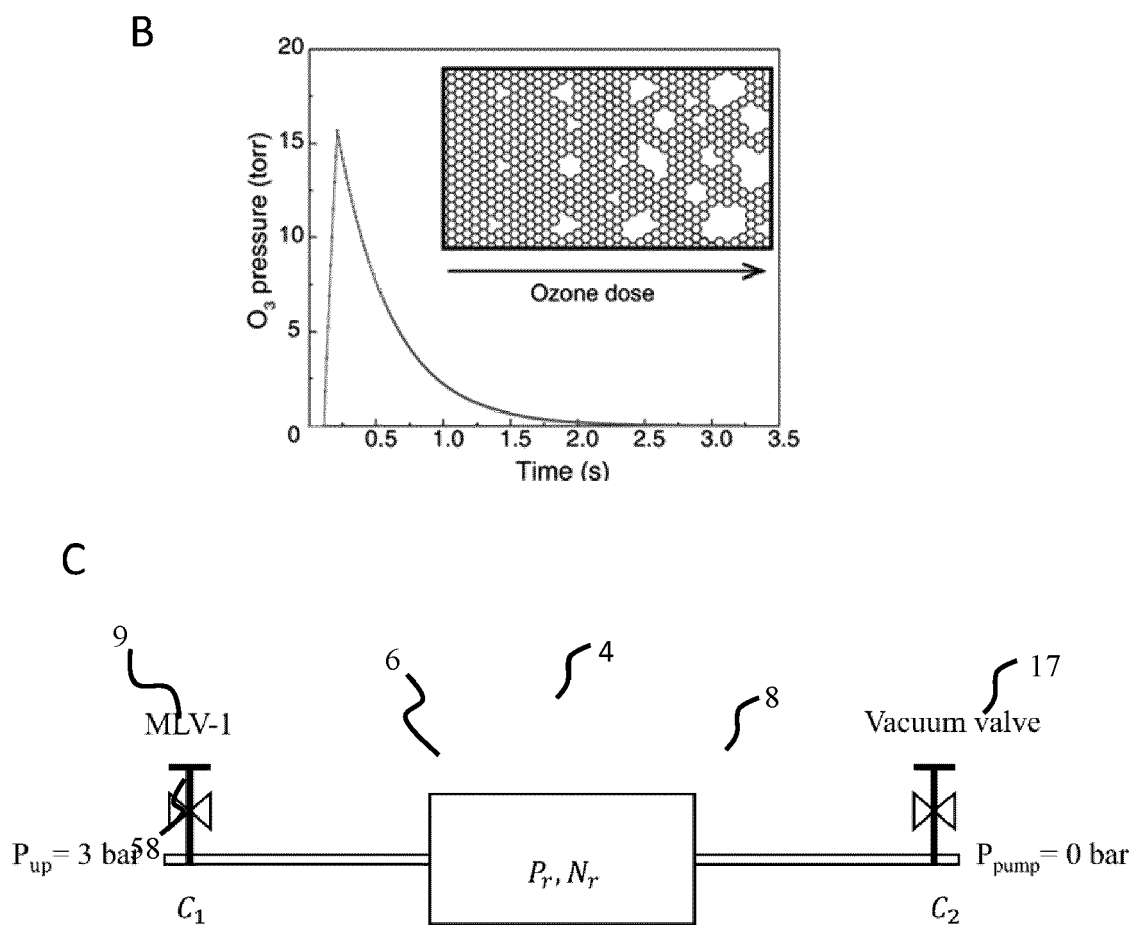 B
20
15
10
5
0
O3 pressure (torr)
Ozone dose
0.5 1.0 1.5 2.0 2.5 3.0 3.5
Time (s)
C
9
6
4
8
17
MLV-1
Vacuum valve
58
Pup= 3 bar
Pr, Nr
Ppump= 0 bar
C1
C2